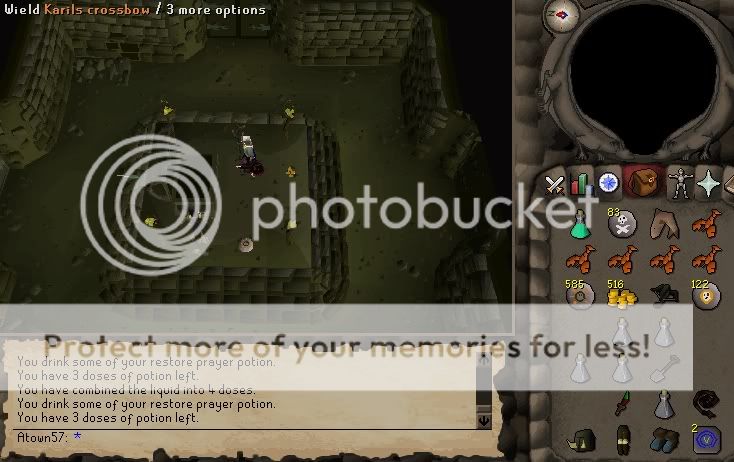 Wield Karils crossbow / 3 more options
83
585
516
122
photobucket
Protect more of your memories for less!
You drink some of your restore prayer potion.
You have 3 doses of potion left.
You have combined the liquid into 4 doses.
You drink some of your restore prayer potion.
You have 3 doses of potion left.
Atown57: *
2